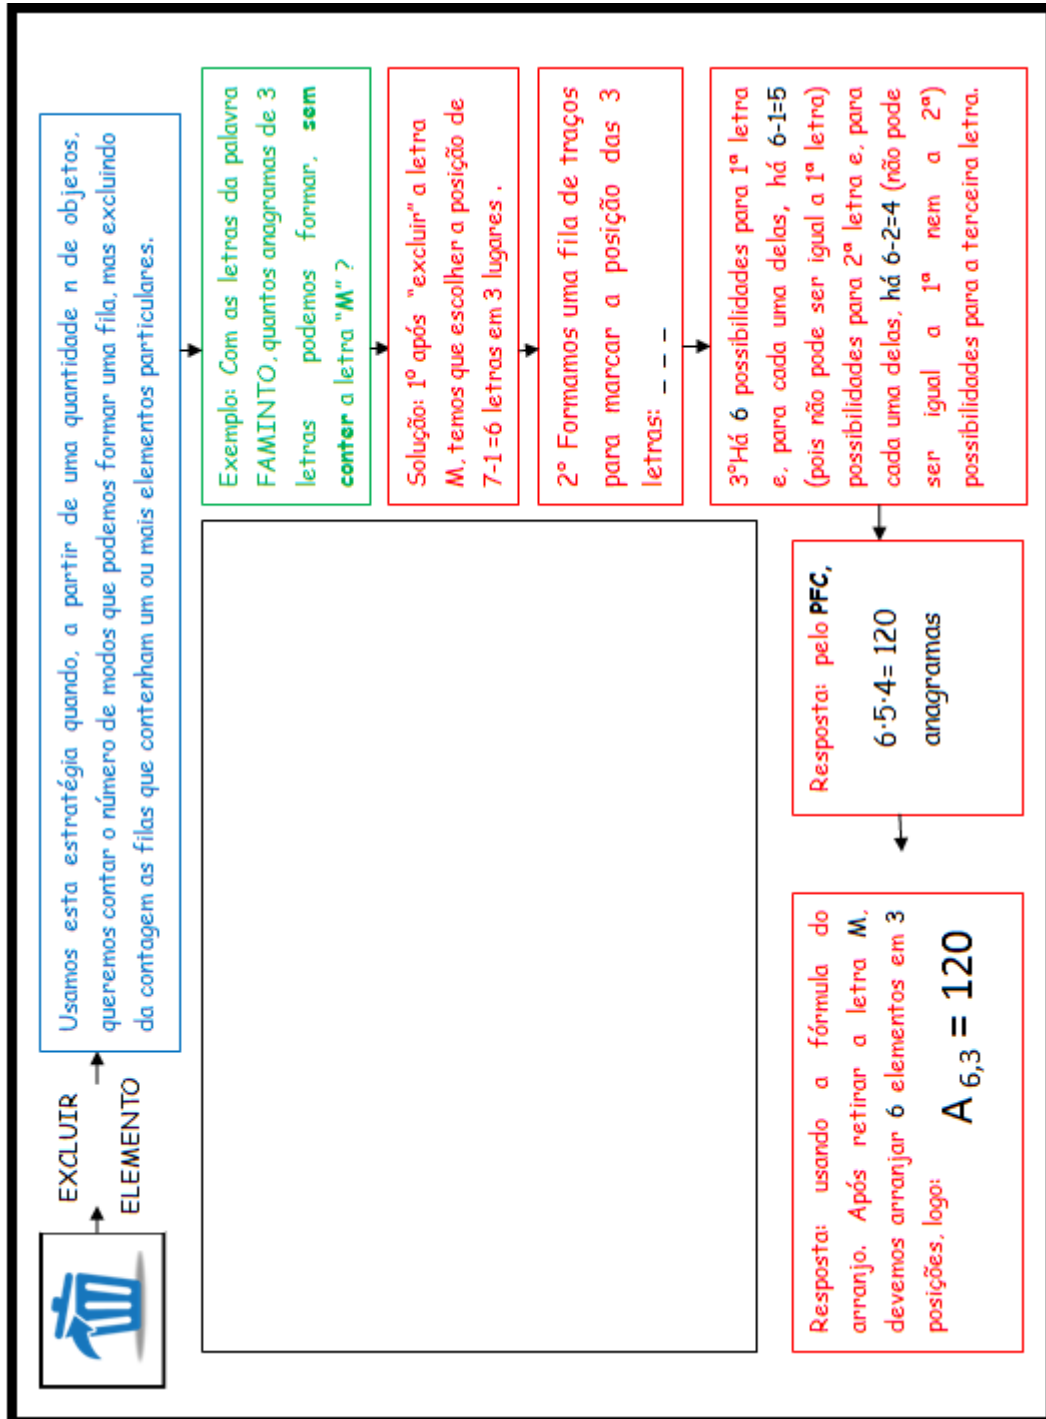 EXCLUIR
ELEMENTO
Usamos esta estratégia quando, a partir de uma quantidade n de objetos,
queremos contar o número de modos que podemos formar uma fila, mas excluindo
da contagem as filas que contenham um ou mais elementos particulares.
Exemplo: Com as letras da palavra
FAMINTO, quantos anagramas de 3
letras podemos formar, sem
conter a letra "M" ?
Solução: 1º após "excluir" a letra
M, temos que escolher a posição de
7-1=6 letras em 3 lugares .
2º Formamos uma fila de traços
para marcar a posição das 3
letras: _ _ _
3ºHá 6 possibilidades para 1ª letra
e, para cada uma delas, há 6-1=5
(pois não pode ser igual a 1ª letra)
possibilidades para 2ª letra e, para
cada uma delas, há 6-2=4 (não pode
ser igual a 1ª nem a 2ª)
possibilidades para a terceira letra.
Resposta: pelo PFC,
6·5·4= 120
anagramas
Resposta: usando a fórmula do
arranjo. Após retirar a letra M,
devemos arranjar 6 elementos em 3
posições, logo:
A 6,3 = 120